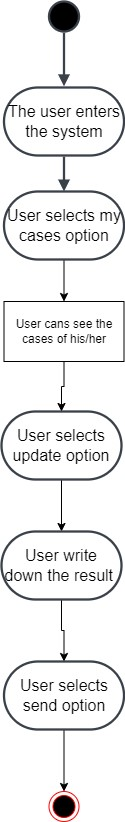 The user enters
the system
User selects my
cases option
User cans see the
cases of his/her
User selects
update option
User write
down the result
User selects
send option